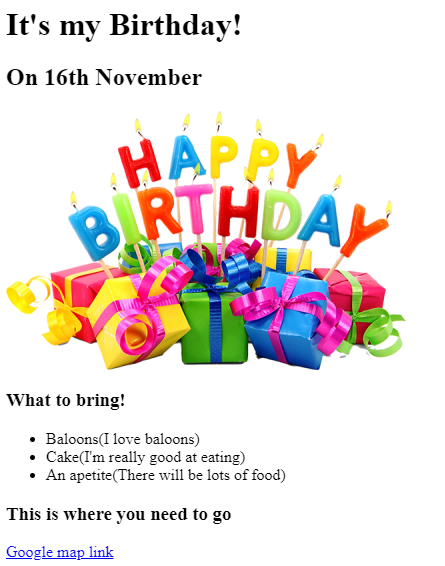 It's my Birthday!
On 16th November
HAPPY
BIRTHDAY
What to bring!
Baloons(I love baloons)
Cake(I'm really good at eating)
An apetite(There will be lots of food)
This is where you need to go
Google map link